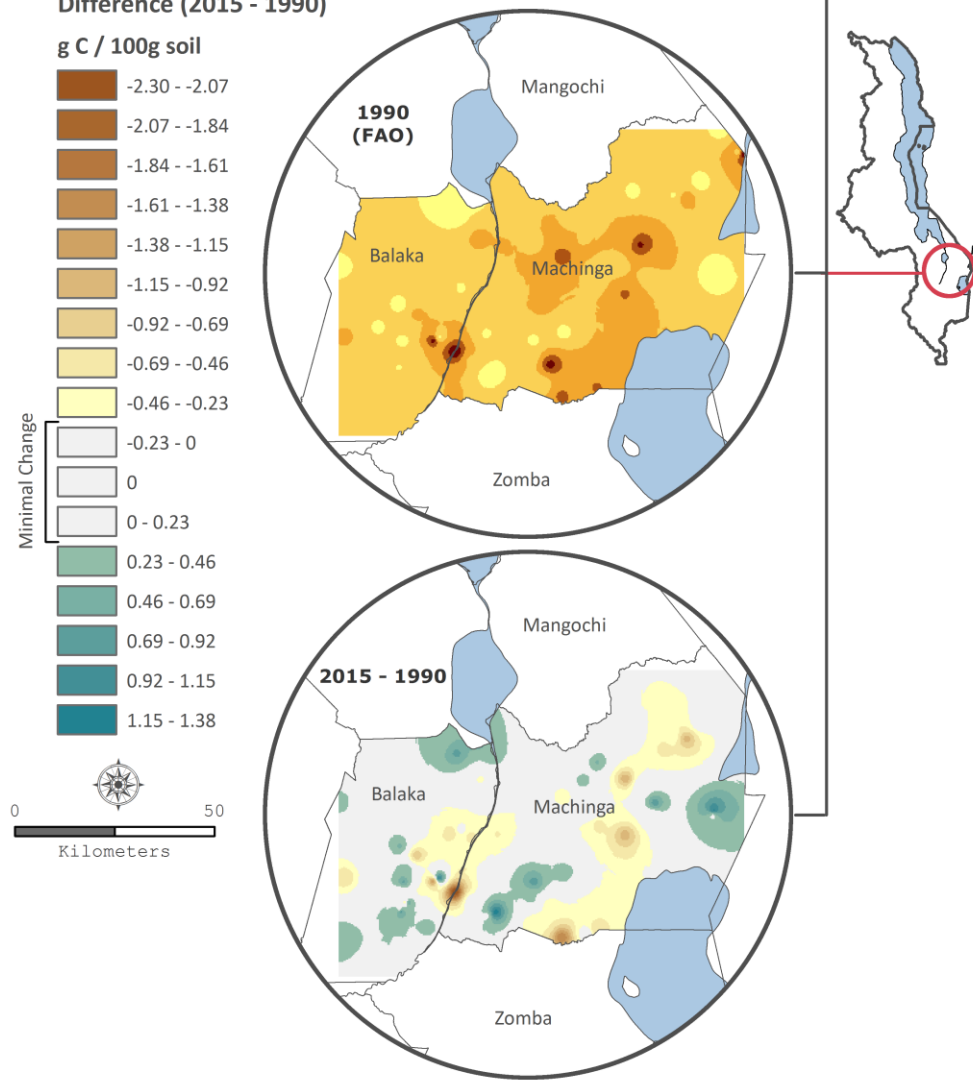 Difference (2015 - 1990)
g C / 100g soil
-2.30 - -2.07
-2.07 - -1.84
-1.84 - -1.61
-1.61 - -1.38
-1.38 - -1.15
-1.15 - -0.92
-0.92 - -0.69
-0.69 - -0.46
-0.46 - -0.23
-0.23 - 0
0
0 - 0.23
0.23 - 0.46
0.46 - 0.69
0.69 - 0.92
0.92 - 1.15
1.15 - 1.38
Minimal Change
0 50
Kilometers
Mangochi
1990
(FAO)
Balaka
Machinga
Zomba
Mangochi
2015 - 1990
Balaka
Machinga
Zomba